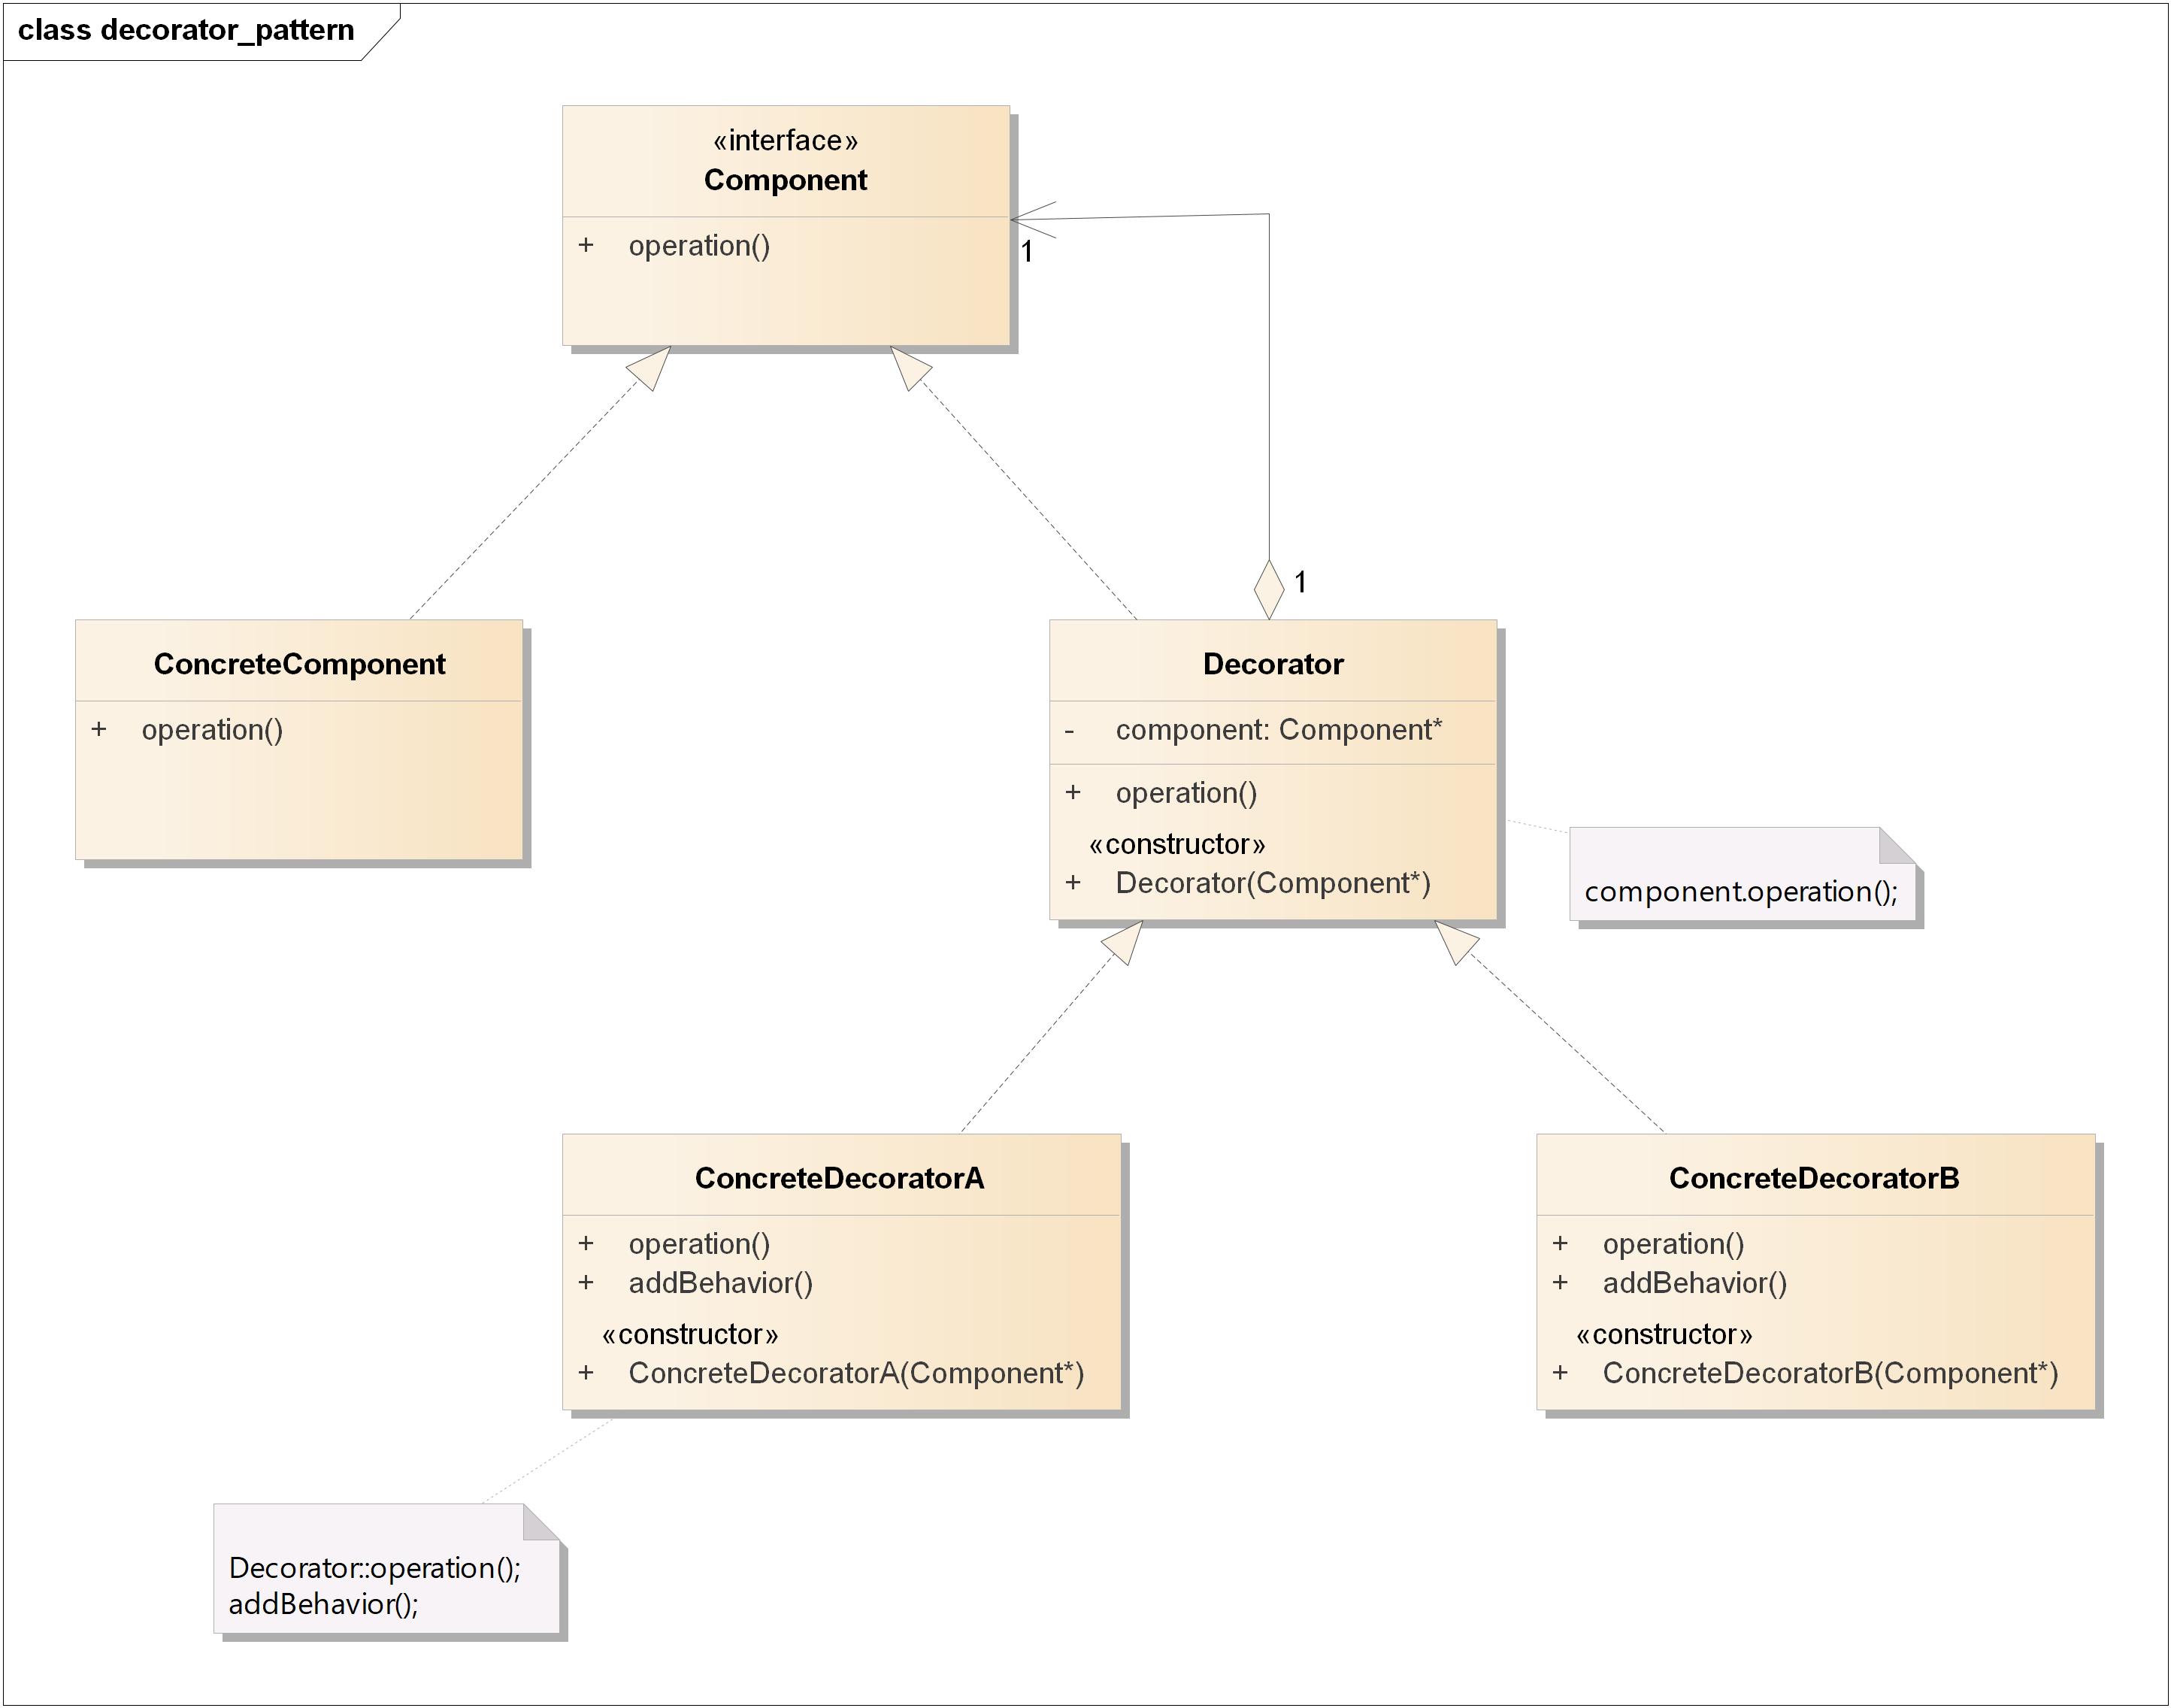 class decorator_pattern
«interface»
Component
+ operation()
1
1
ConcreteComponent
+ operation()
Decorator
- component: Component*
+ operation()
«constructor»
+ Decorator(Component*)
component.operation();
ConcreteDecoratorA
+ operation()
+ addBehavior()
«constructor»
+ ConcreteDecoratorA(Component*)
ConcreteDecoratorB
+ operation()
+ addBehavior()
«constructor»
+ ConcreteDecoratorB(Component*)
Decorator::operation();
addBehavior();